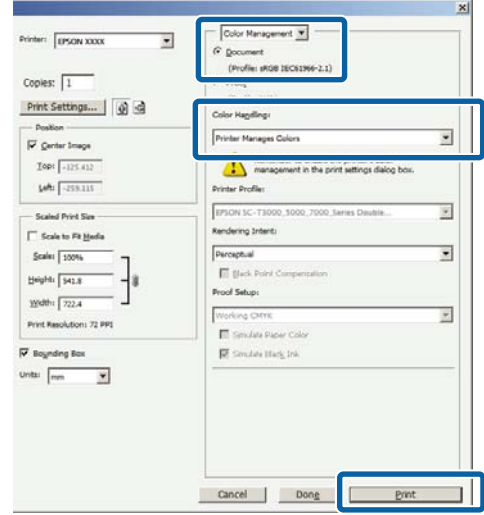 Printer: EPSON XXXX
Copies: 1
Print Settings...
Position
Center Image
Top: -125.412
Left: -259.115
Scaled Print Size
Scale to Fit Media
Scale: 100%
Height: 541.8
Width: 722.4
Print Resolution: 72 PPI
Bounding Box
Units: mm
Color Management
Document
(Profile: sRGB IEC61966-2.1)
Color Handling:
Printer Manages Colors
management in the print settings dialog box.
Printer Profile:
EPSON SC-T3000_5000_7000_Series Double...
Rendering Intent:
Perceptual
Black Point Compensation
Proof Setup:
Working CMYK
Simulate Paper Color
Simulate Black Ink
Cancel
Done
Print